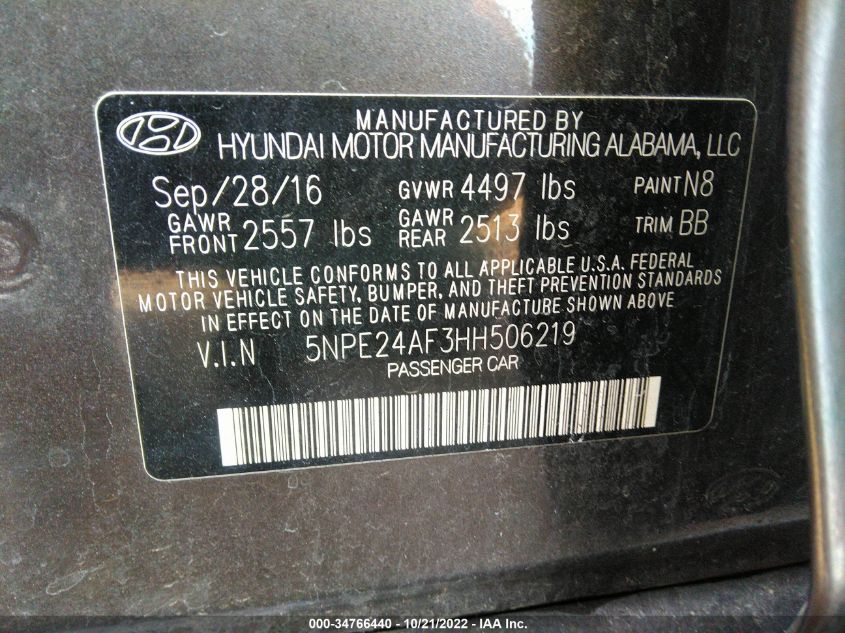 MANUFACTURED BY
HYUNDAI MOTOR MANUFACTURING ALABAMA, LLC
Sep/28/16 GVWR 4497 lbs PAINT N8
GAWR FRONT 2557 lbs GAWR REAR 2513 lbs TRIM BB
THIS VEHICLE CONFORMS TO ALL APPLICABLE U.S.A. FEDERAL
MOTOR VEHICLE SAFETY, BUMPER, AND THEFT PREVENTION STANDARDS
IN EFFECT ON THE DATE OF MANUFACTURE SHOWN ABOVE
V.I.N 5NPE24AF3HH506219
PASSENGER CAR
000-34766440 - 10/21/2022 - IAA Inc.